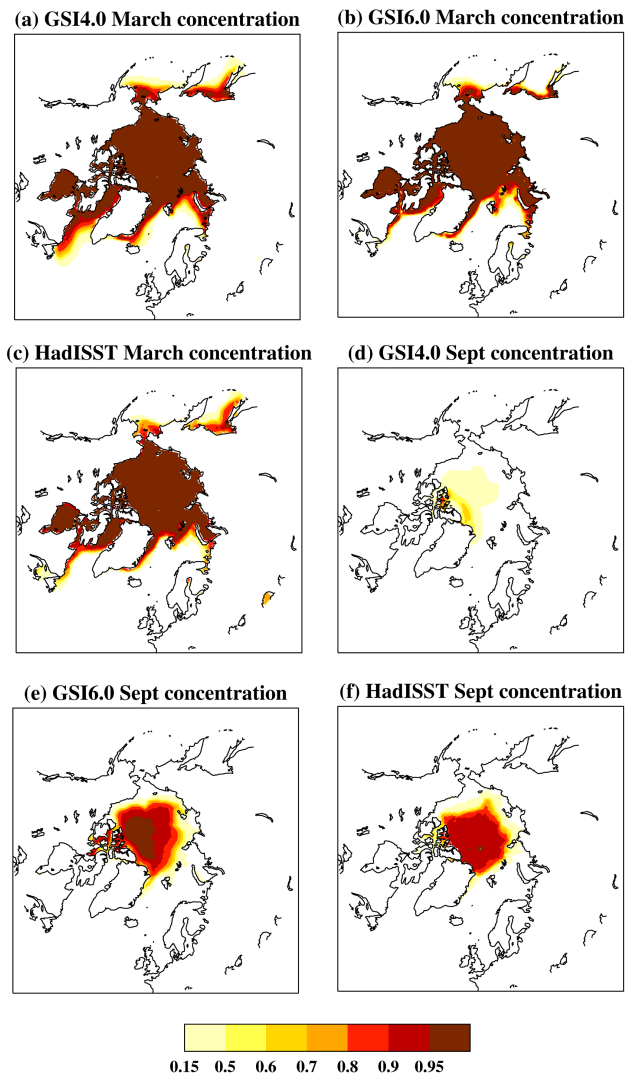 (a) GSI4.0 March concentration
(b) GSI6.0 March concentration
(c) HadISST March concentration
(d) GSI4.0 Sept concentration
(e) GSI6.0 Sept concentration
(f) HadISST Sept concentration
0.15 0.5 0.6 0.7 0.8 0.9 0.95